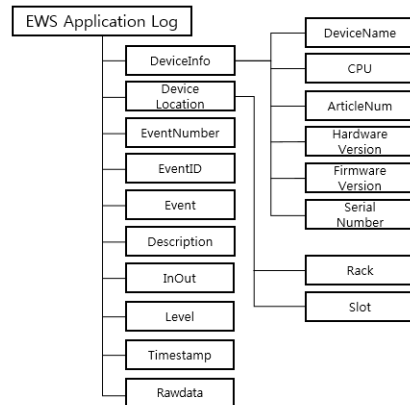 EWS Application Log
DeviceInfo
Device
Location
EventNumber
EventID
Event
Description
InOut
Level
Timestamp
Rawdata
DeviceName
CPU
ArticleNum
Hardware
Version
Firmware
Version
Serial
Number
Rack
Slot